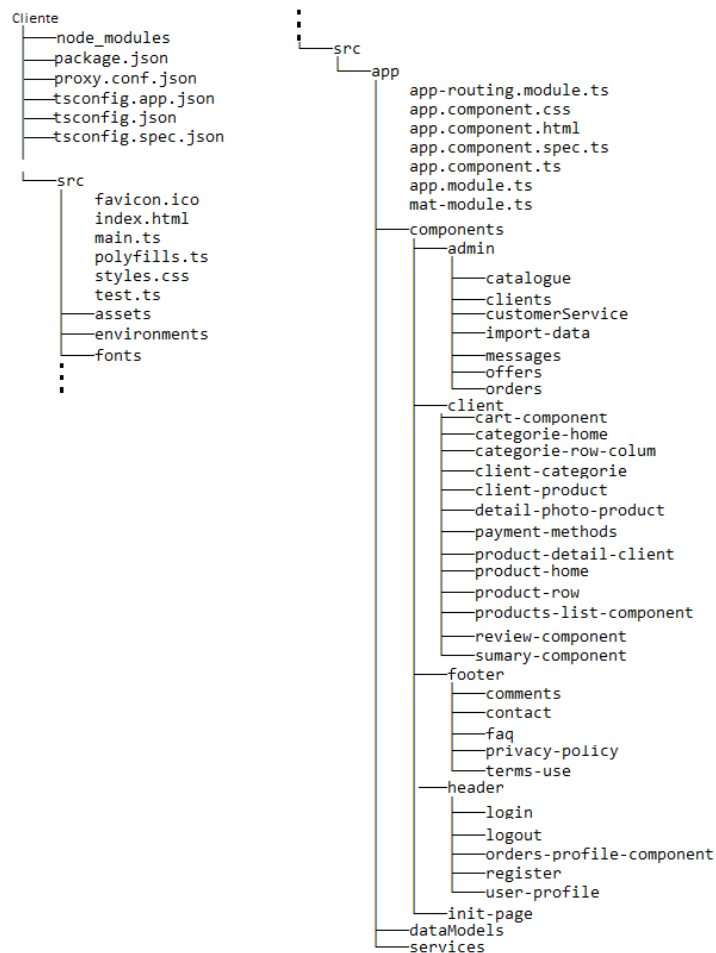 Cliente
node_modules
package.json
proxy.conf.json
tsconfig.app.json
tsconfig.json
tsconfig.spec.json
src
favicon.ico
index.html
main.ts
polyfills.ts
styles.css
test.ts
assets
environments
fonts
src
app
app-routing.module.ts
app.component.css
app.component.html
app.component.spec.ts
app.component.ts
app.module.ts
mat-module.ts
components
admin
catalogue
clients
customerService
import-data
messages
offers
orders
client
cart-component
categorie-home
categorie-row-colum
client-categorie
client-product
detail-photo-product
payment-methods
product-detail-client
product-home
product-row
products-list-component
review-component
sumary-component
footer
comments
contact
faq
privacy-policy
terms-use
header
login
logout
orders-profile-component
register
user-profile
init-page
dataModels
services